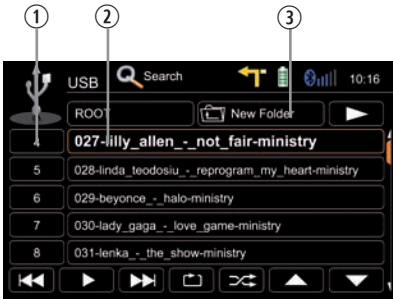 1 2 3
USB Search 10:16
ROOT New Folder
4 027-lilly_allen_-_not_fair-ministry
5 028-linda_teodosiu_-_reprogram_my_heart-ministry
6 029-beyonce_-_halo-ministry
7 030-lady_gaga_-_love_game-ministry
8 031-lenka_-_the_show-ministry